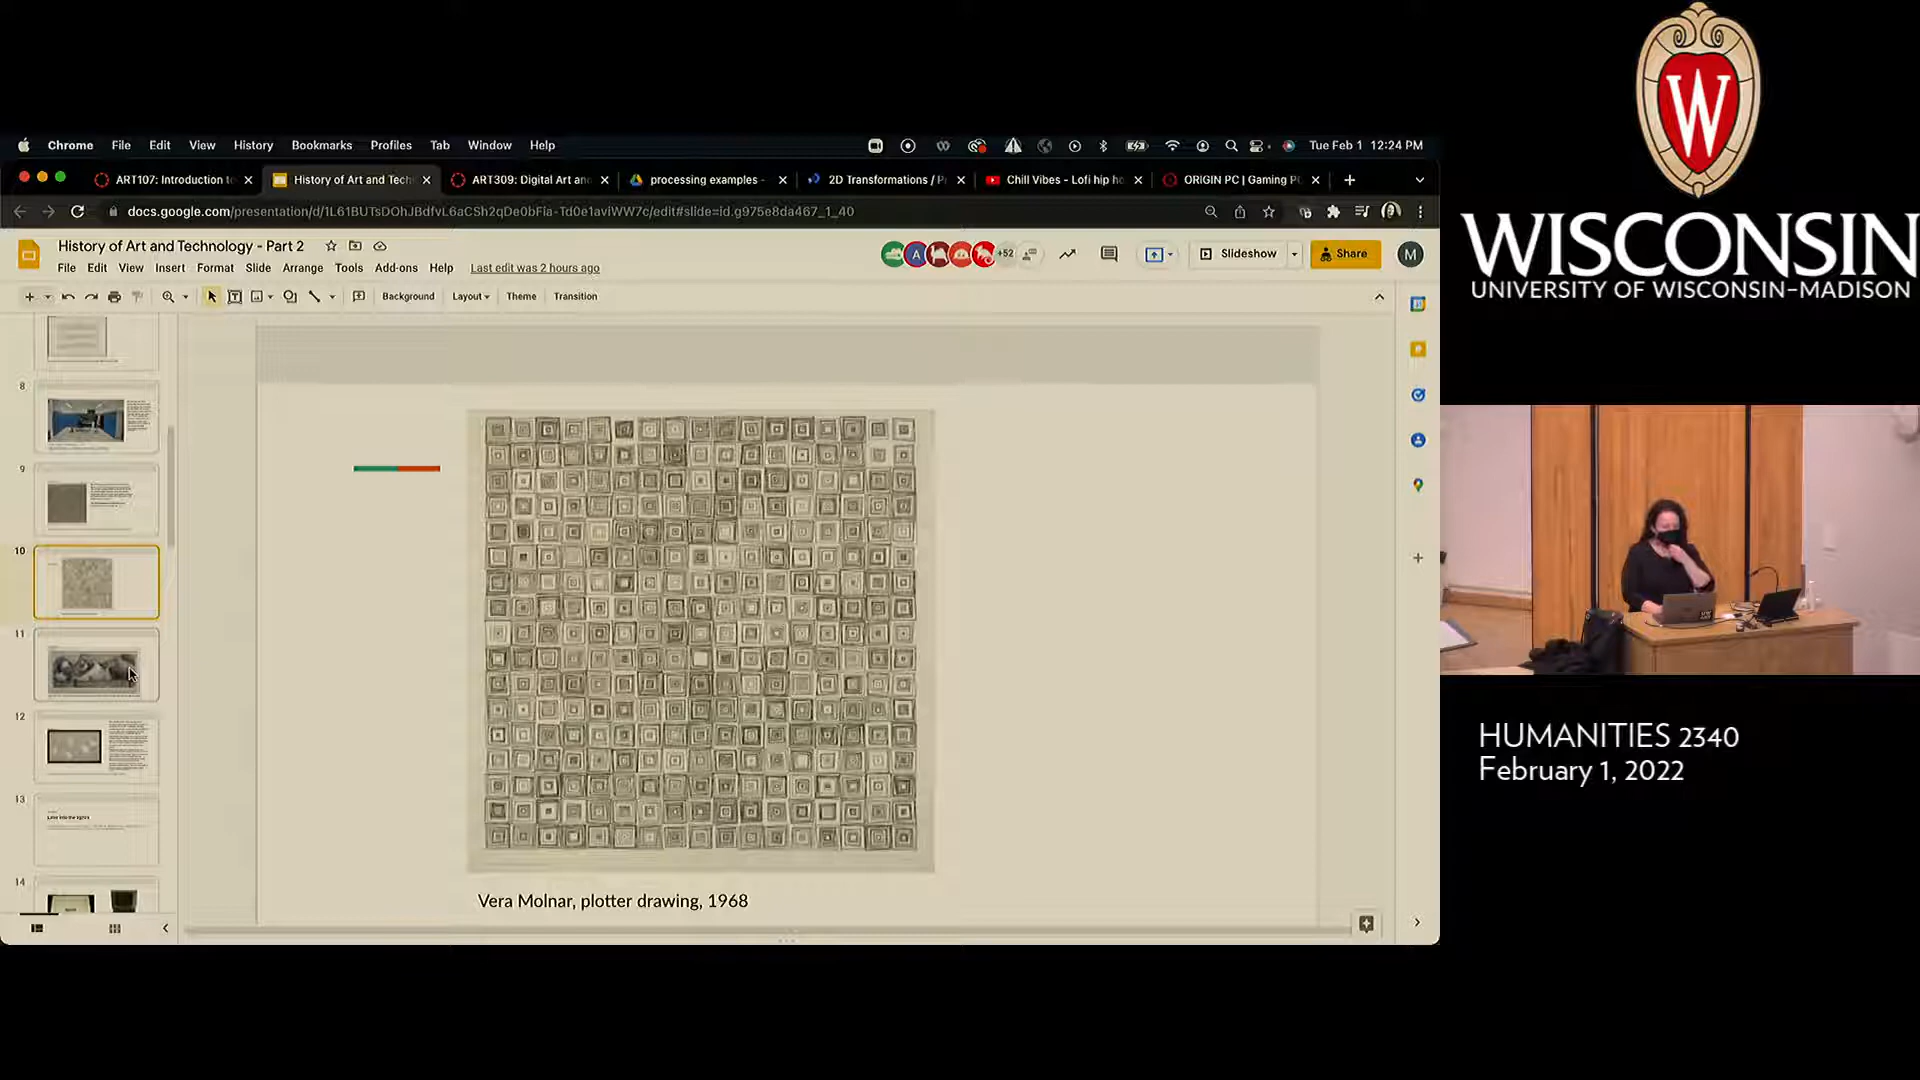 Chrome File Edit View History Bookmarks Profiles Tab Window Help Tue Feb 1 12:24 PM
ART107: Introduction to History of Art and Tech ART309: Digital Art an processing examples - 2D Transformations / P Chill Vibes - Lofi hip h ORIGIN PC | Gaming P
docs.google.com/presentation/d/1L61BUTsDOhJBdfvL6aCSh2qDe0bFia-Td0e1aviWW7c/edit#slide=id.g975e8da467_1_40
History of Art and Technology - Part 2
A +52 Slideshow Share M
File Edit View Insert Format Slide Arrange Tools Add-ons Help Last edit was 2 hours ago
Background Layout Theme Transition
8
9
10
11
12
13
14
Vera Molnar, plotter drawing, 1968
W
WISCONSIN
UNIVERSITY OF WISCONSIN–MADISON
HUMANITIES 2340
February 1, 2022